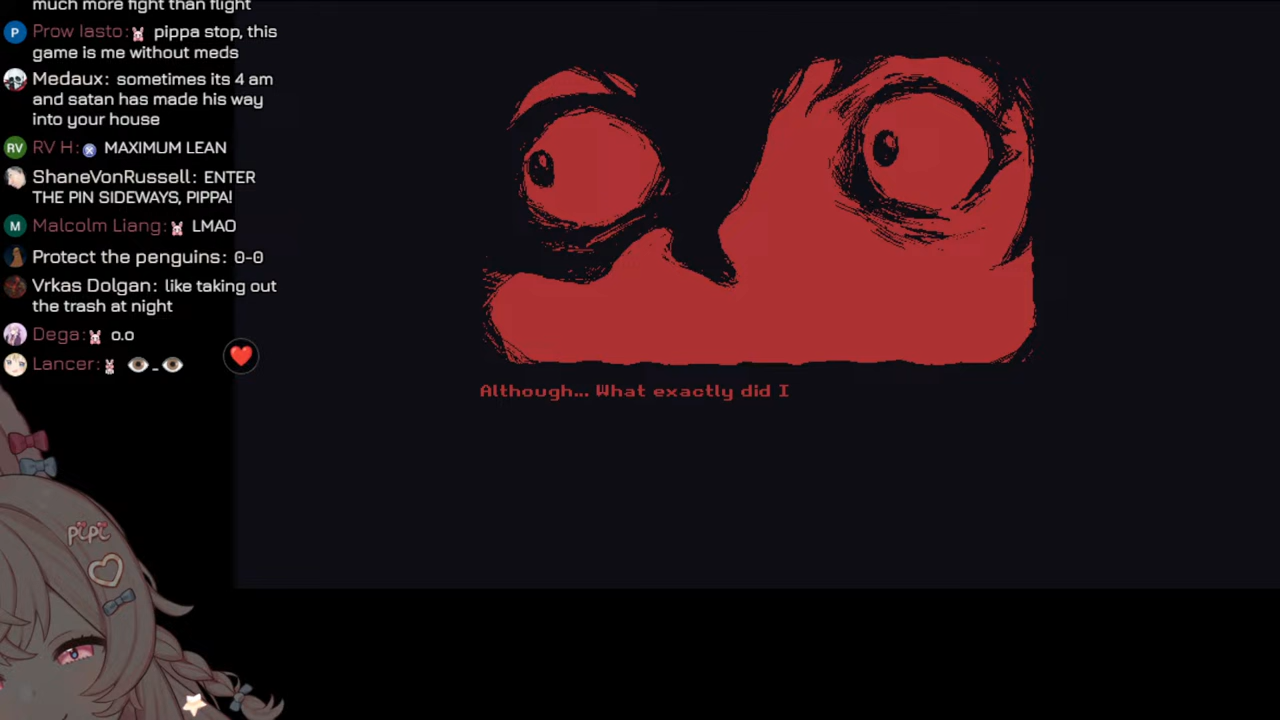 much more fight than flight
P Prow Iasto: pippa stop, this
game is me without meds
Medaux: sometimes its 4 am
and satan has made his way
into your house
RV RV H: MAXIMUM LEAN
ShaneVonRussell: ENTER
THE PIN SIDEWAYS, PIPPA!
M Malcolm Liang: LMAO
Protect the penguins: 0-0
Vrkas Dolgan: like taking out
the trash at night
Dega: o.o
Lancer: 👁_👁
Although... What exactly did I
pipi